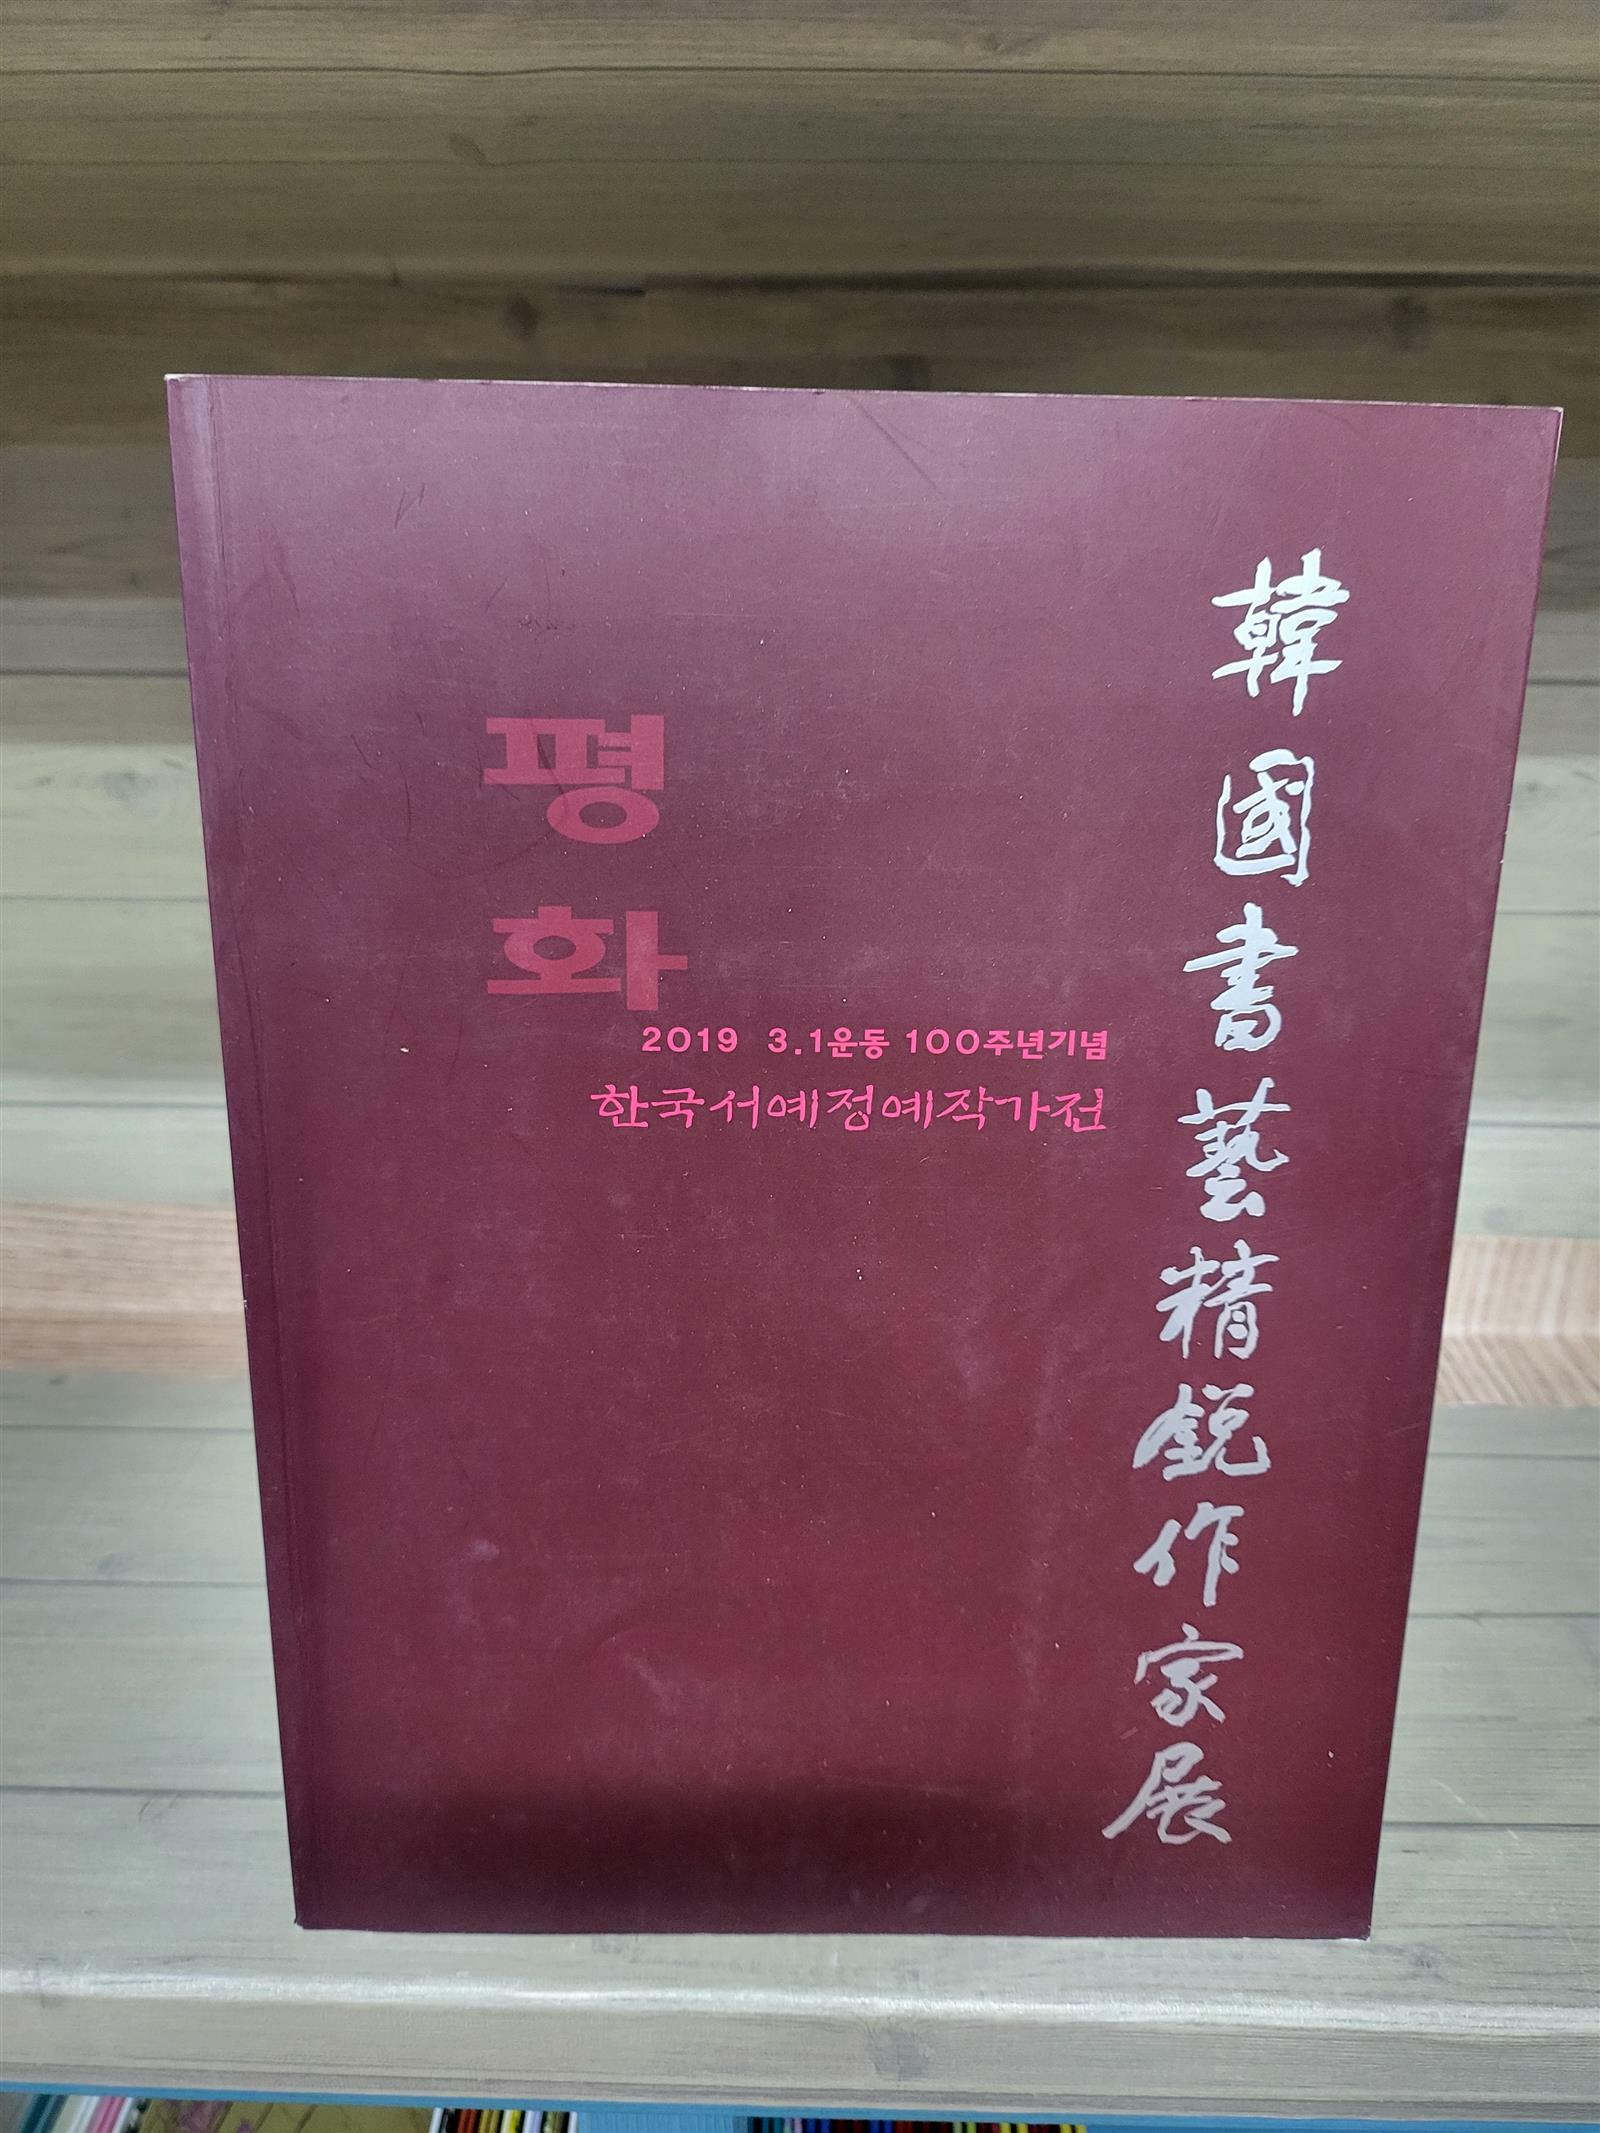 평화
2019 3.1운동 100주년기념
한국서예정예작가전
韓國書藝精鋭作家展